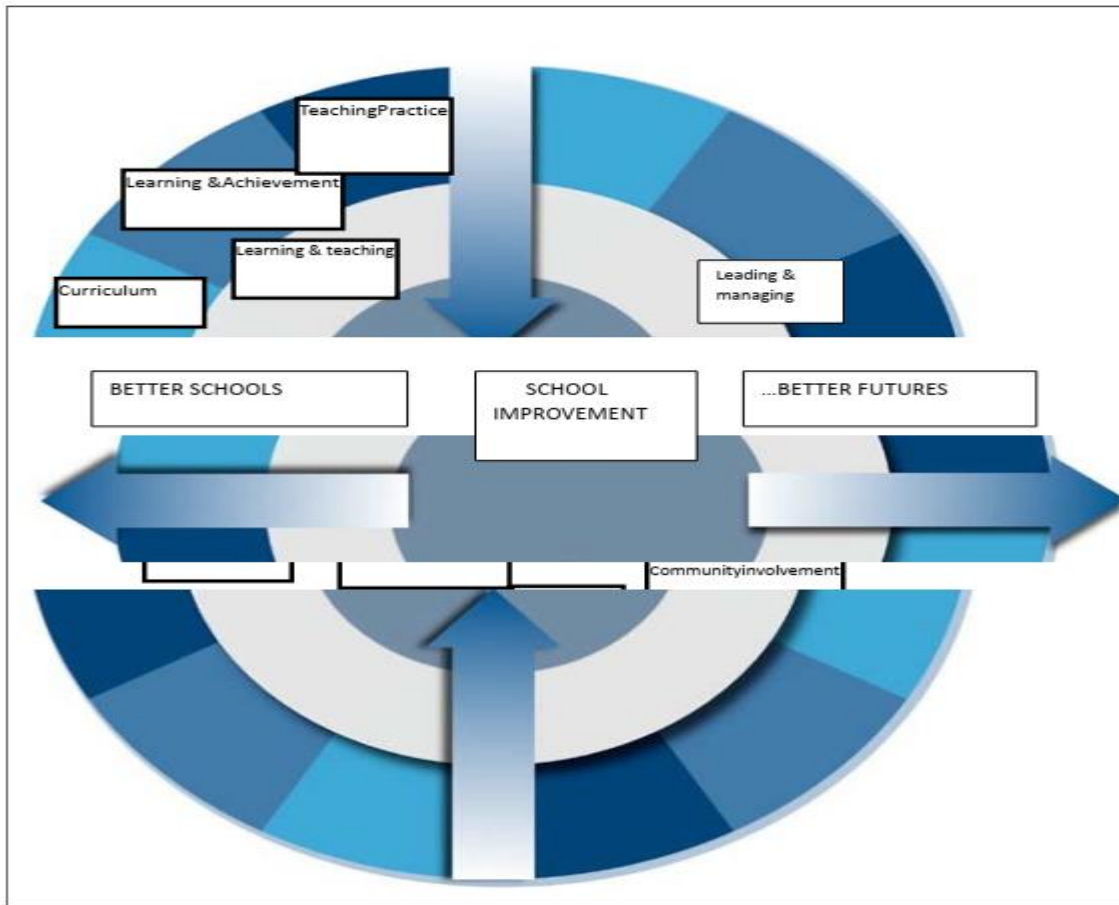 TeachingPractice
Learning &Achievement
Learning & teaching
Curriculum
Leading &
managing
BETTER SCHOOLS
SCHOOL
IMPROVEMENT
...BETTER FUTURES
Communityinvolvement